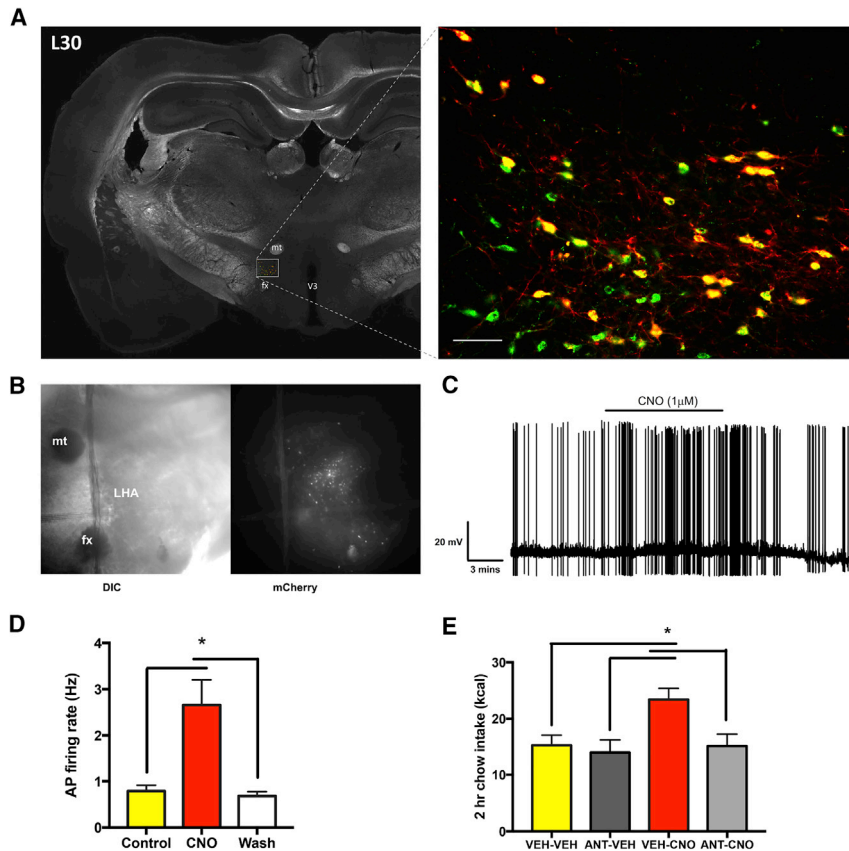 A
L30
mt
fx
V3
B
mt
LHA
fx
DIC
mCherry
C
CNO (1μM)
20 mV
3 mins
D
*
AP firing rate (Hz)
4
3
2
1
0
Control CNO Wash
E
*
2 hr chow intake (kcal)
30
20
10
0
VEH-VEH ANT-VEH VEH-CNO ANT-CNO